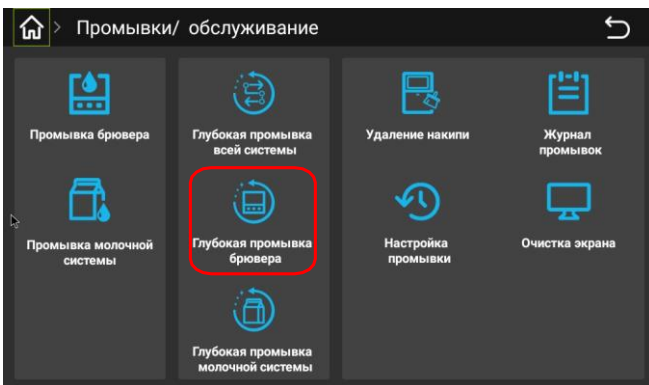 > Промывки/ обслуживание
Промывка брювера
Глубокая промывка
всей системы
Удаление накипи
Журнал
промывок
Промывка молочной
системы
Глубокая промывка
брювера
Настройка
промывки
Очистка экрана
Глубокая промывка
молочной системы